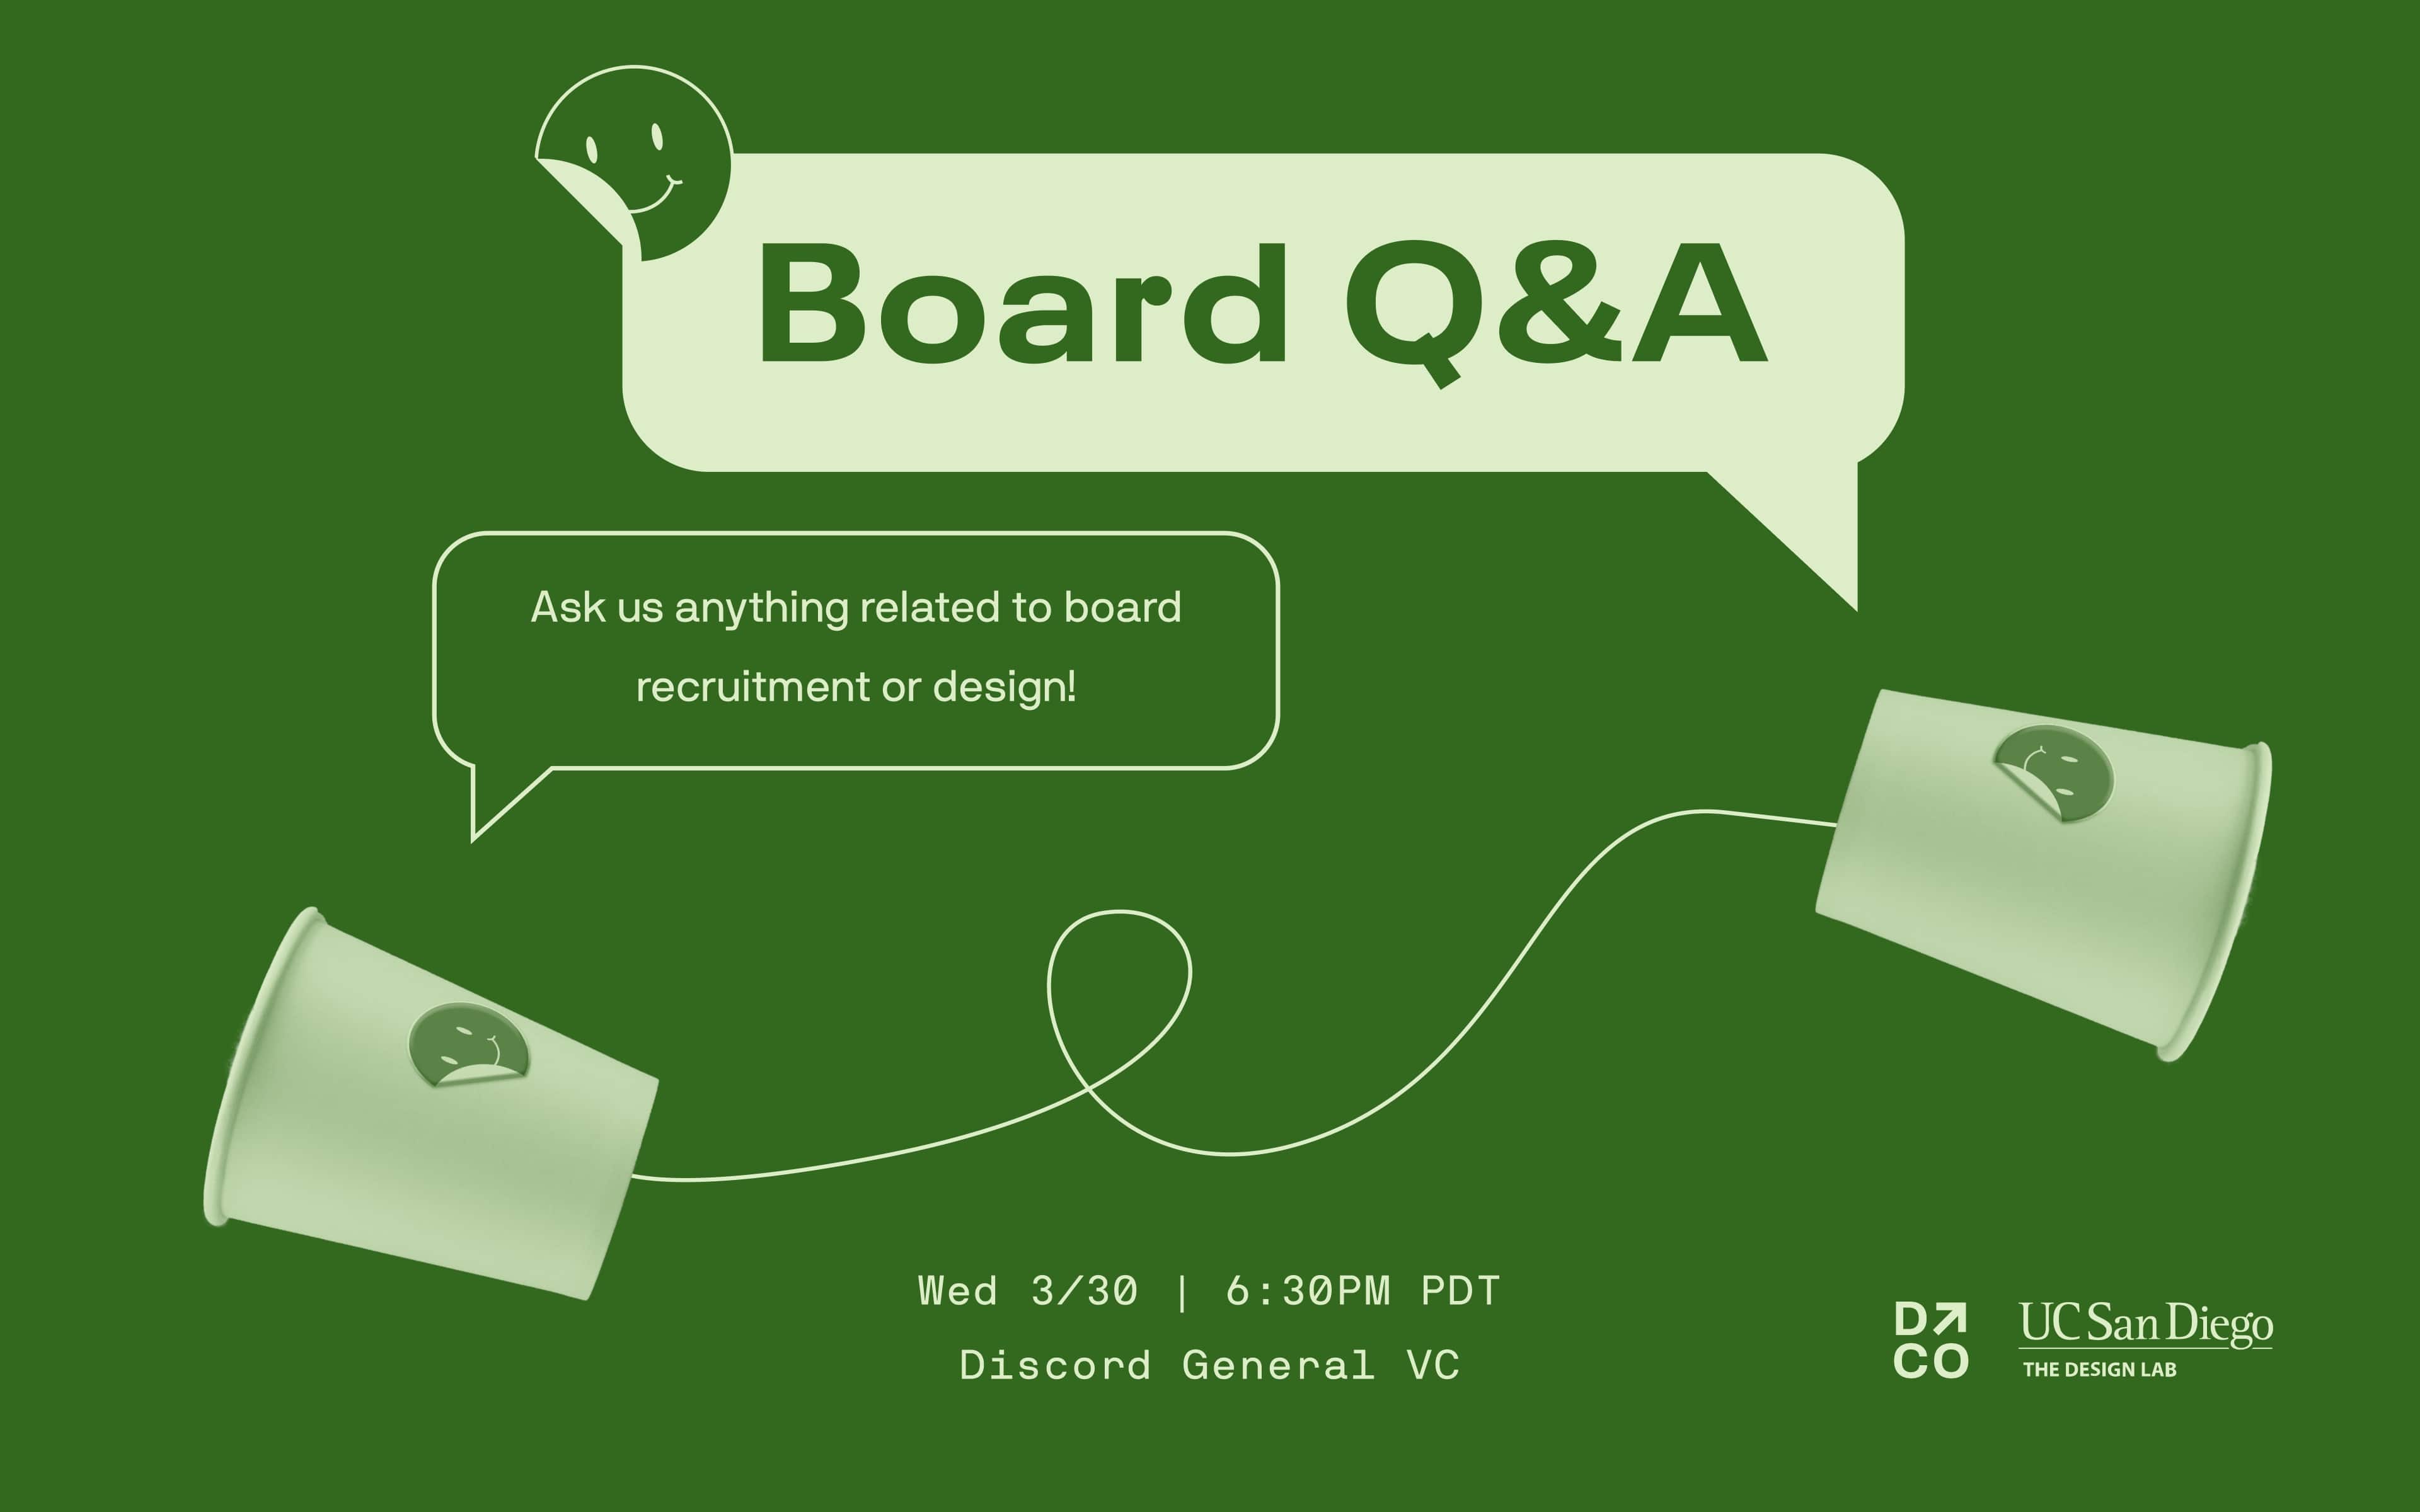 Board Q&A
Ask us anything related to board
recruitment or design!
Wed 3/30 | 6:30PM PDT
Discord General VC
D↗
CO
UC San Diego
THE DESIGN LAB